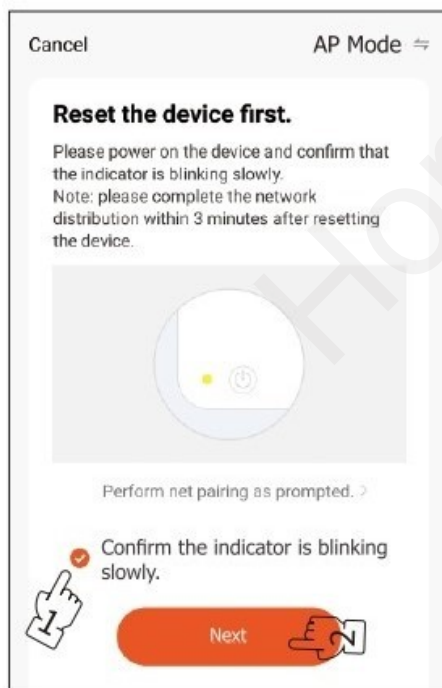 Cancel
AP Mode ⇋
Reset the device first.
Please power on the device and confirm that
the indicator is blinking slowly.
Note: please complete the network
distribution within 3 minutes after resetting
the device.
Perform net pairing as prompted. >
Confirm the indicator is blinking
slowly.
1
Next
2